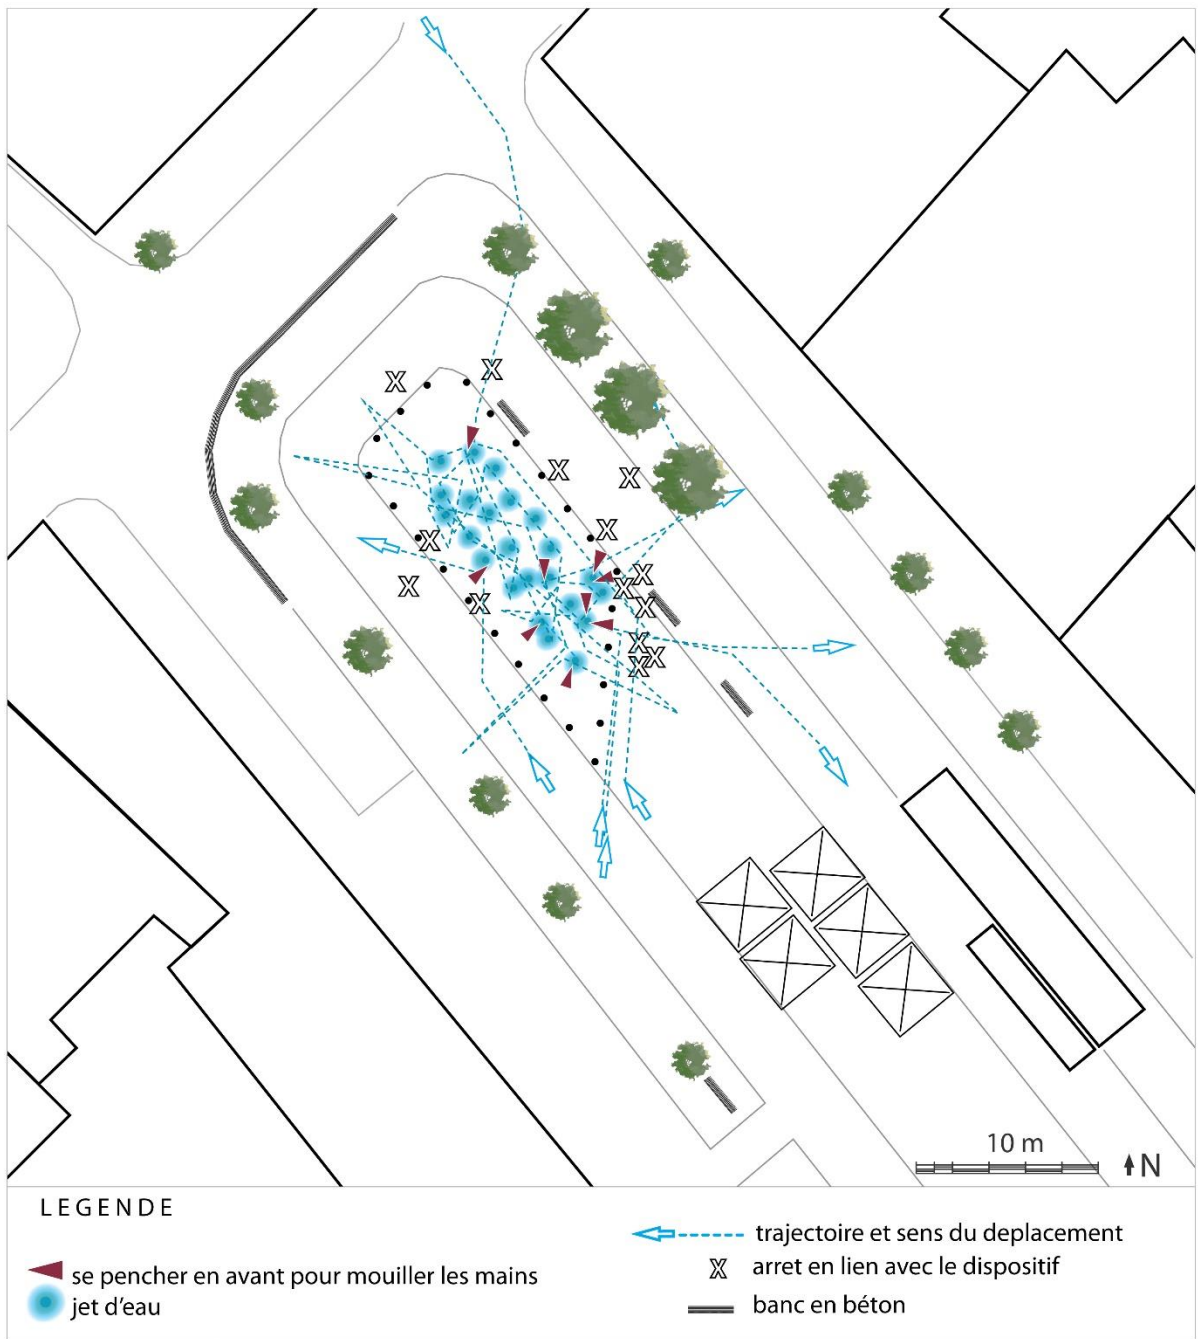 10 m
N
LEGENDE
se pencher en avant pour mouiller les mains
jet d'eau
trajectoire et sens du deplacement
X arret en lien avec le dispositif
banc en béton